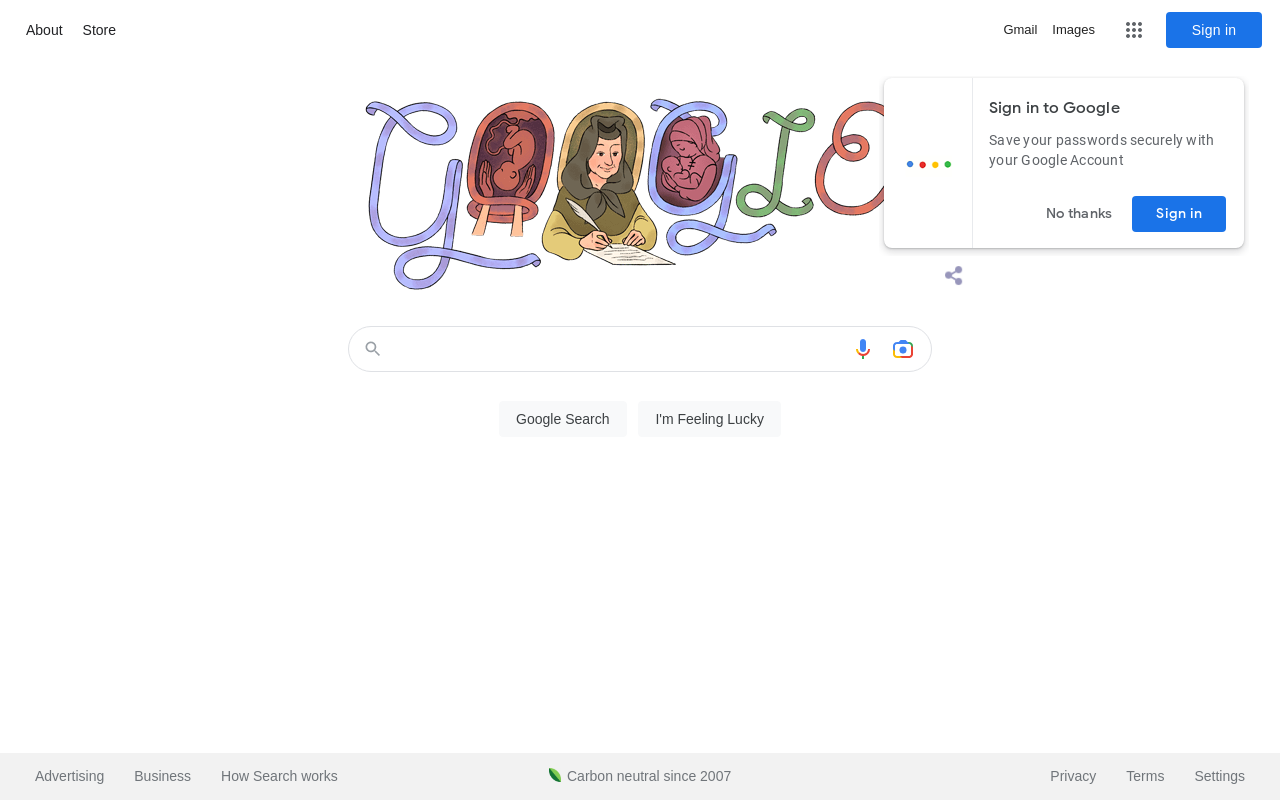 About
Store
Gmail
Images
Sign in
GOOGLE
Sign in to Google
Save your passwords securely with
your Google Account
No thanks
Sign in
Google Search
I'm Feeling Lucky
Advertising
Business
How Search works
Carbon neutral since 2007
Privacy
Terms
Settings